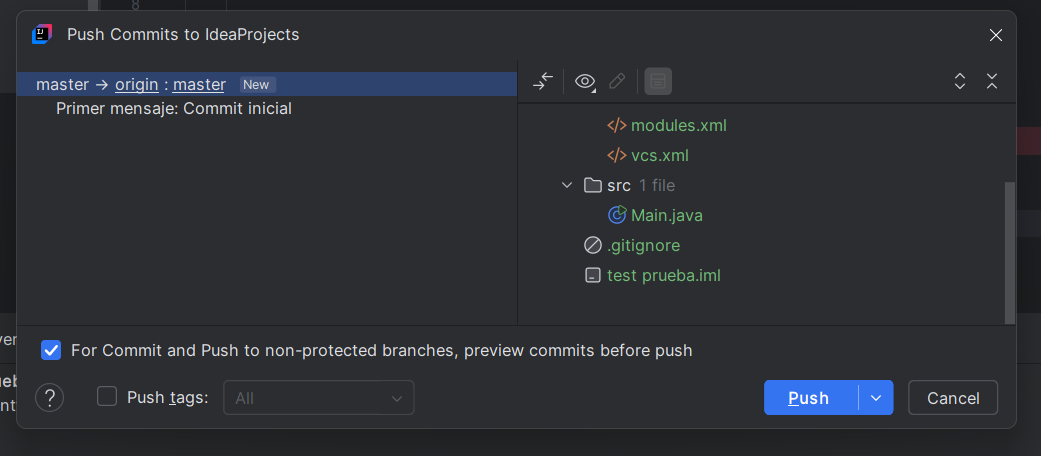 8
Push Commits to IdeaProjects
master → origin : master New
Primer mensaje: Commit inicial
modules.xml
vcs.xml
src 1 file
Main.java
.gitignore
test prueba.iml
For Commit and Push to non-protected branches, preview commits before push
? Push tags: All Push Cancel